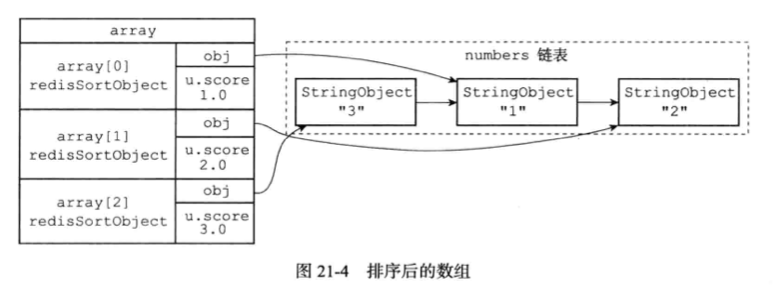 array
array[0]
redisSortObject
obj
u.score
1.0
array[1]
redisSortObject
obj
u.score
2.0
array[2]
redisSortObject
obj
u.score
3.0
numbers 链表
StringObject
"3"
StringObject
"1"
StringObject
"2"
图 21-4 排序后的数组